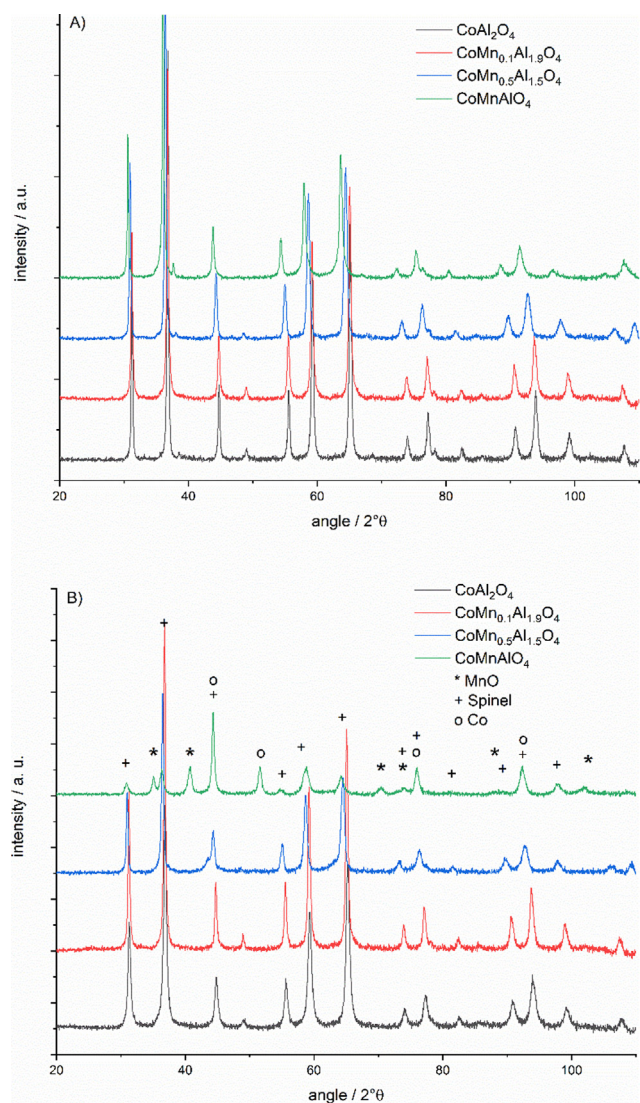 A)
CoAl₂O₄
CoMn₀.₁Al₁.₉O₄
CoMn₀.₅Al₁.₅O₄
CoMnAlO₄
intensity / a.u.
20 40 60 80 100
angle / 2°θ
B)
CoAl₂O₄
CoMn₀.₁Al₁.₉O₄
CoMn₀.₅Al₁.₅O₄
CoMnAlO₄
* MnO
+ Spinel
o Co
+
o
+
+ * * o + + + * + * + o * + o + + *
intensity / a. u.
20 40 60 80 100
angle / 2°θ